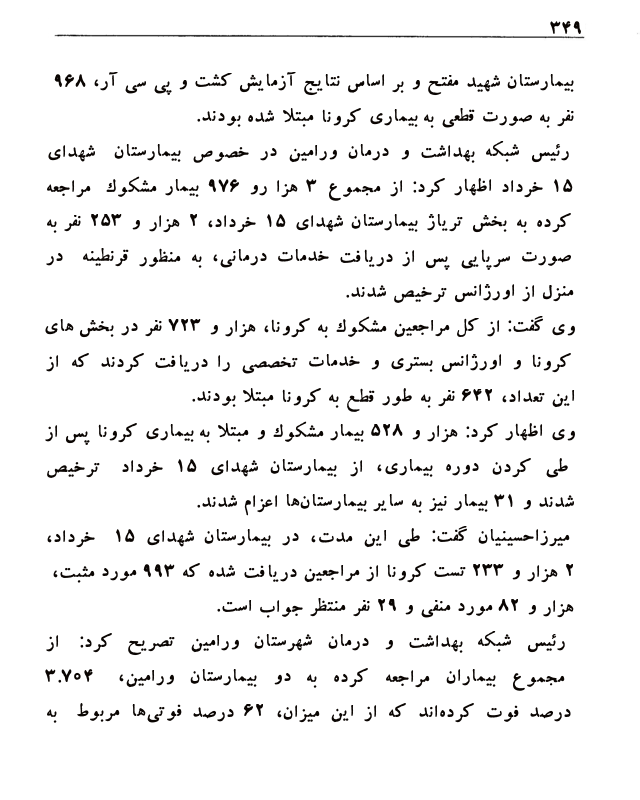 ۳۴۹
بیمارستان شهید مفتح و بر اساس نتایج آزمایش کشت و پی سی آر، ۹۶۸
نفر به صورت قطعی به بیماری کرونا مبتلا شده بودند.
رئیس شبکه بهداشت و درمان ورامین در خصوص بیمارستان شهدای
۱۵ خرداد اظهار کرد: از مجموع ۳ هزا رو ۹۷۶ بیمار مشکوك مراجعه
کرده به بخش تریاژ بیمارستان شهدای ۱۵ خرداد، ۲ هزار و ۲۵۳ نفر به
صورت سرپایی پس از دریافت خدمات درمانی، به منظور قرنطینه در
منزل از اورژانس ترخیص شدند.
وی گفت: از کل مراجعین مشکوك به کرونا، هزار و ۷۲۳ نفر در بخش های
کرونا و اورژانس بستری و خدمات تخصصی را دریافت کردند که از
این تعداد، ۶۴۲ نفر به طور قطع به کرونا مبتلا بودند.
وی اظهار کرد: هزار و ۵۲۸ بیمار مشکوك و مبتلا به بیماری کرونا پس از
طی کردن دوره بیماری، از بیمارستان شهدای ۱۵ خرداد ترخیص
شدند و ۳۱ بیمار نیز به سایر بیمارستان‌ها اعزام شدند.
میرزاحسینیان گفت: طی این مدت، در بیمارستان شهدای ۱۵ خرداد،
۲ هزار و ۲۳۳ تست کرونا از مراجعین دریافت شده که ۹۹۳ مورد مثبت،
هزار و ۸۲ مورد منفی و ۲۹ نفر منتظر جواب است.
رئیس شبکه بهداشت و درمان شهرستان ورامین تصریح کرد: از
مجموع بیماران مراجعه کرده به دو بیمارستان ورامین، ۳.۷۰۴
درصد فوت کرده‌اند که از این میزان، ۶۲ درصد فوتی‌ها مربوط به